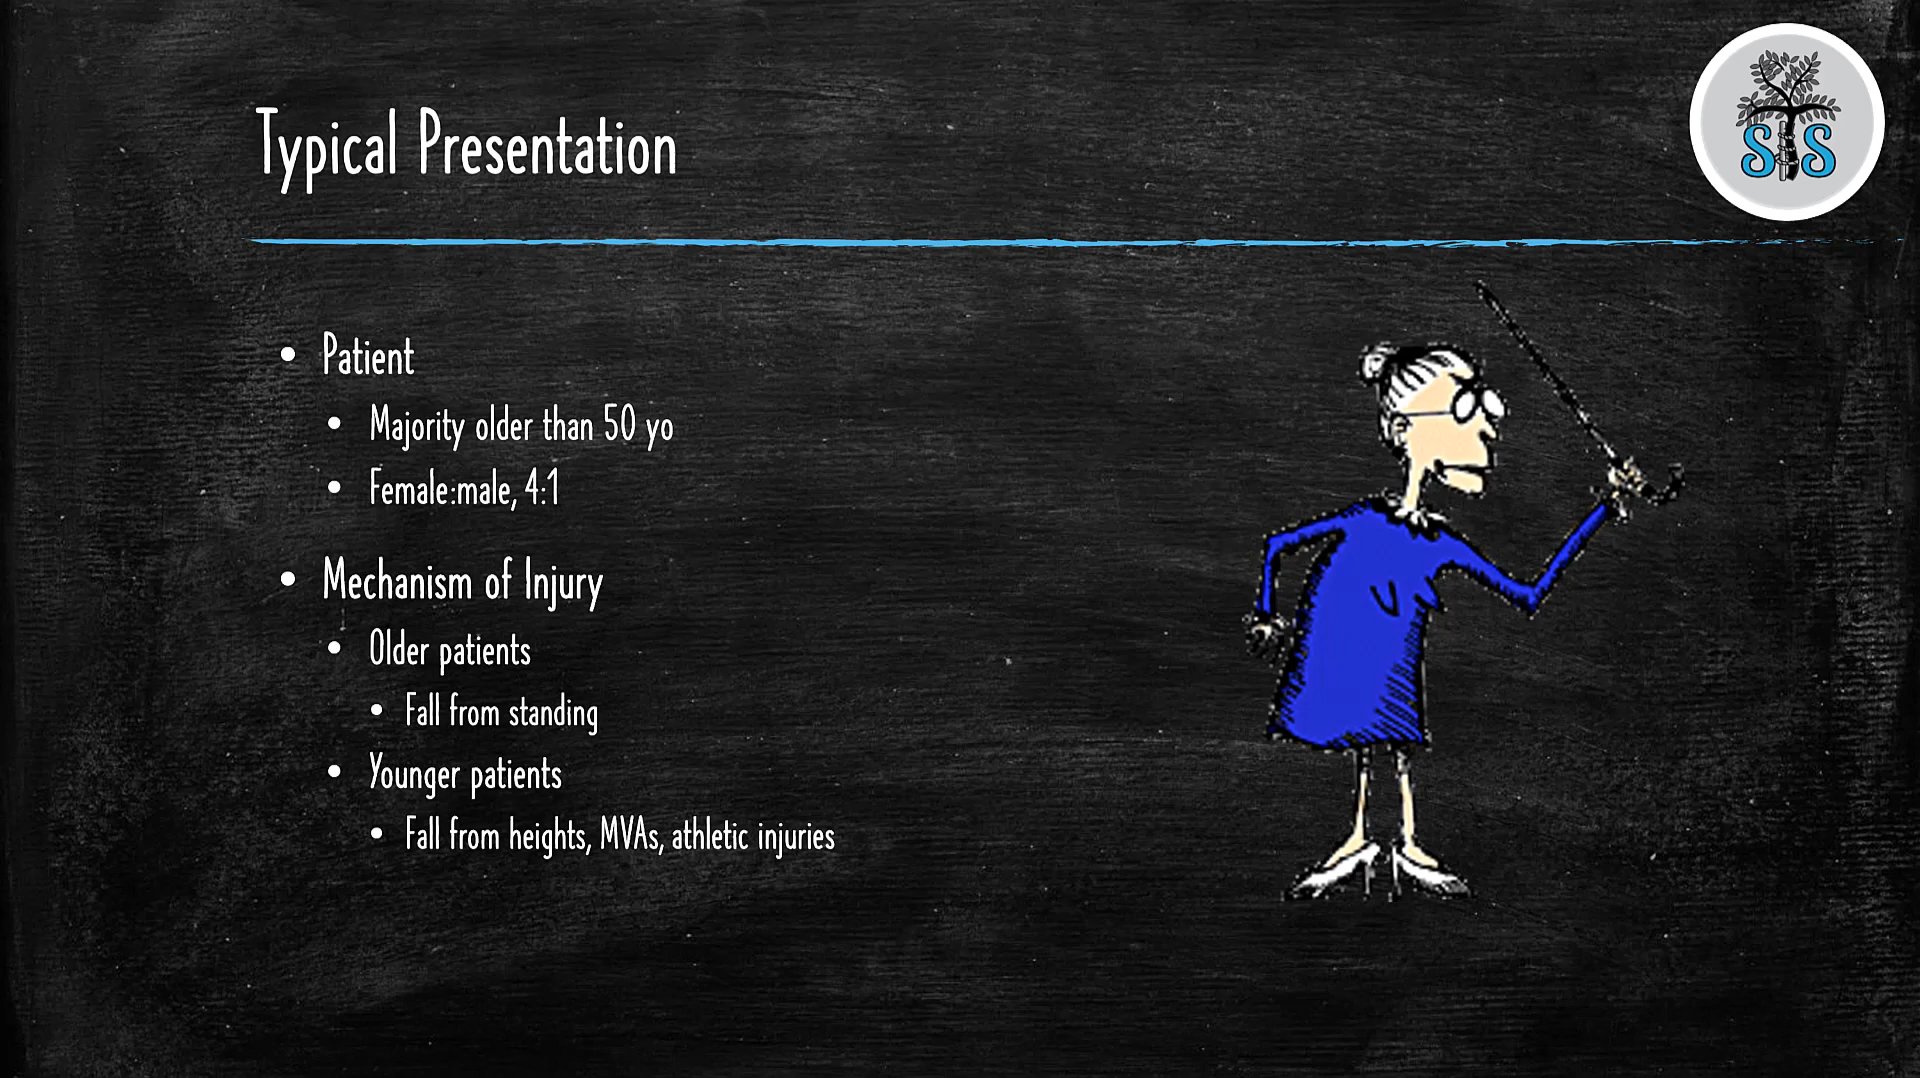 Typical Presentation
STS
• Patient
• Majority older than 50 yo
• Female:male, 4:1
• Mechanism of Injury
• Older patients
• Fall from standing
• Younger patients
• Fall from heights, MVAs, athletic injuries